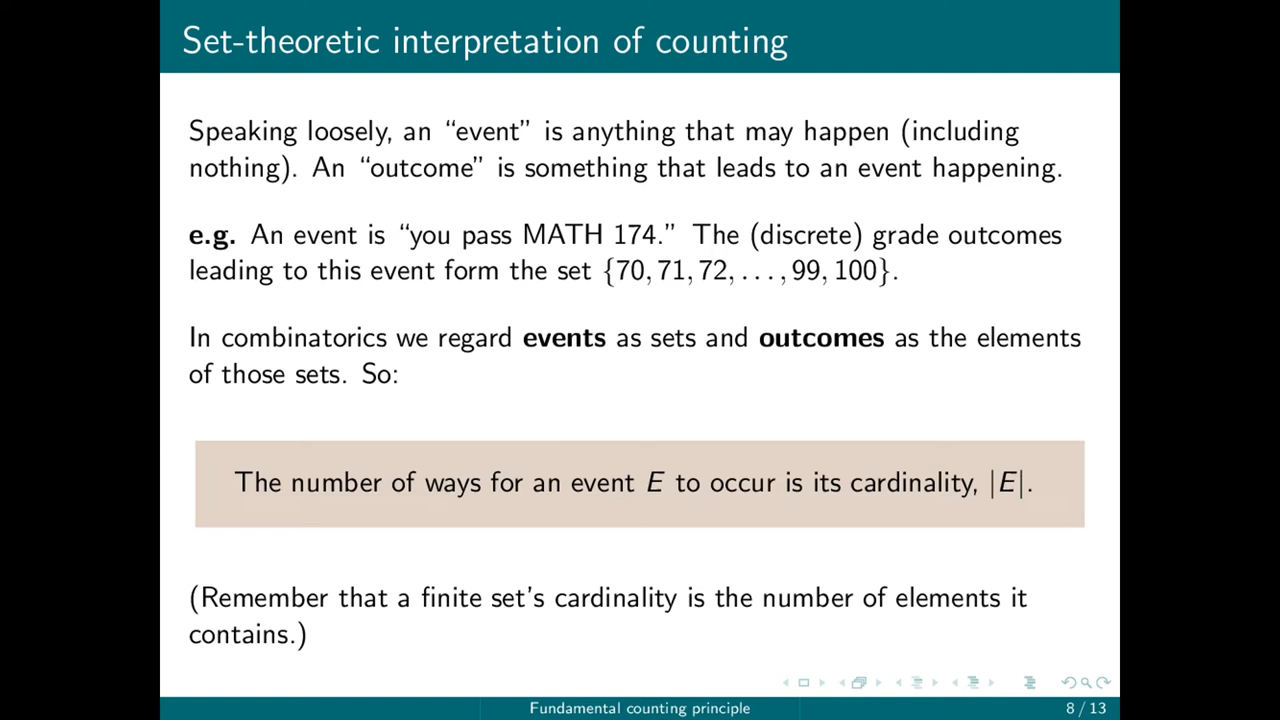 Set-theoretic interpretation of counting
Speaking loosely, an “event” is anything that may happen (including
nothing). An “outcome” is something that leads to an event happening.
e.g. An event is “you pass MATH 174.” The (discrete) grade outcomes
leading to this event form the set {70, 71, 72, . . . , 99, 100}.
In combinatorics we regard events as sets and outcomes as the elements
of those sets. So:
The number of ways for an event E to occur is its cardinality, |E|.
(Remember that a finite set’s cardinality is the number of elements it
contains.)
Fundamental counting principle
8 / 13